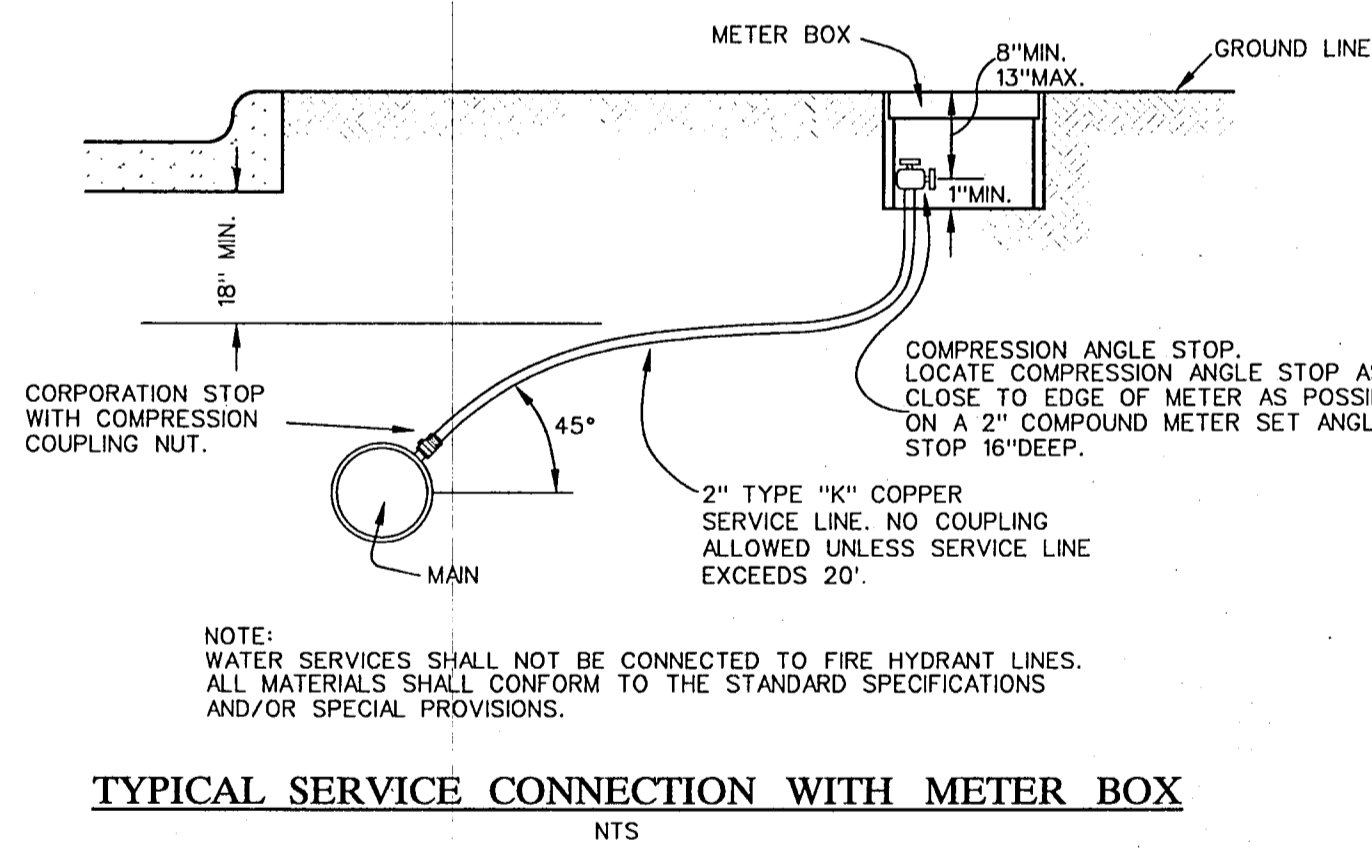 METER BOX
8"MIN.
13"MAX.
GROUND LINE
1"MIN.
18" MIN.
CORPORATION STOP
WITH COMPRESSION
COUPLING NUT.
45°
COMPRESSION ANGLE STOP.
LOCATE COMPRESSION ANGLE STOP
CLOSE TO EDGE OF METER AS
ON A 2" COMPOUND METER SET
STOP 16"DEEP.
2" TYPE "K" COPPER
SERVICE LINE. NO COUPLING
ALLOWED UNLESS SERVICE LINE
EXCEEDS 20'.
MAIN
NOTE:
WATER SERVICES SHALL NOT BE CONNECTED TO FIRE HYDRANT LINES.
ALL MATERIALS SHALL CONFORM TO THE STANDARD SPECIFICATIONS
AND/OR SPECIAL PROVISIONS.
TYPICAL SERVICE CONNECTION WITH METER BOX
NTS